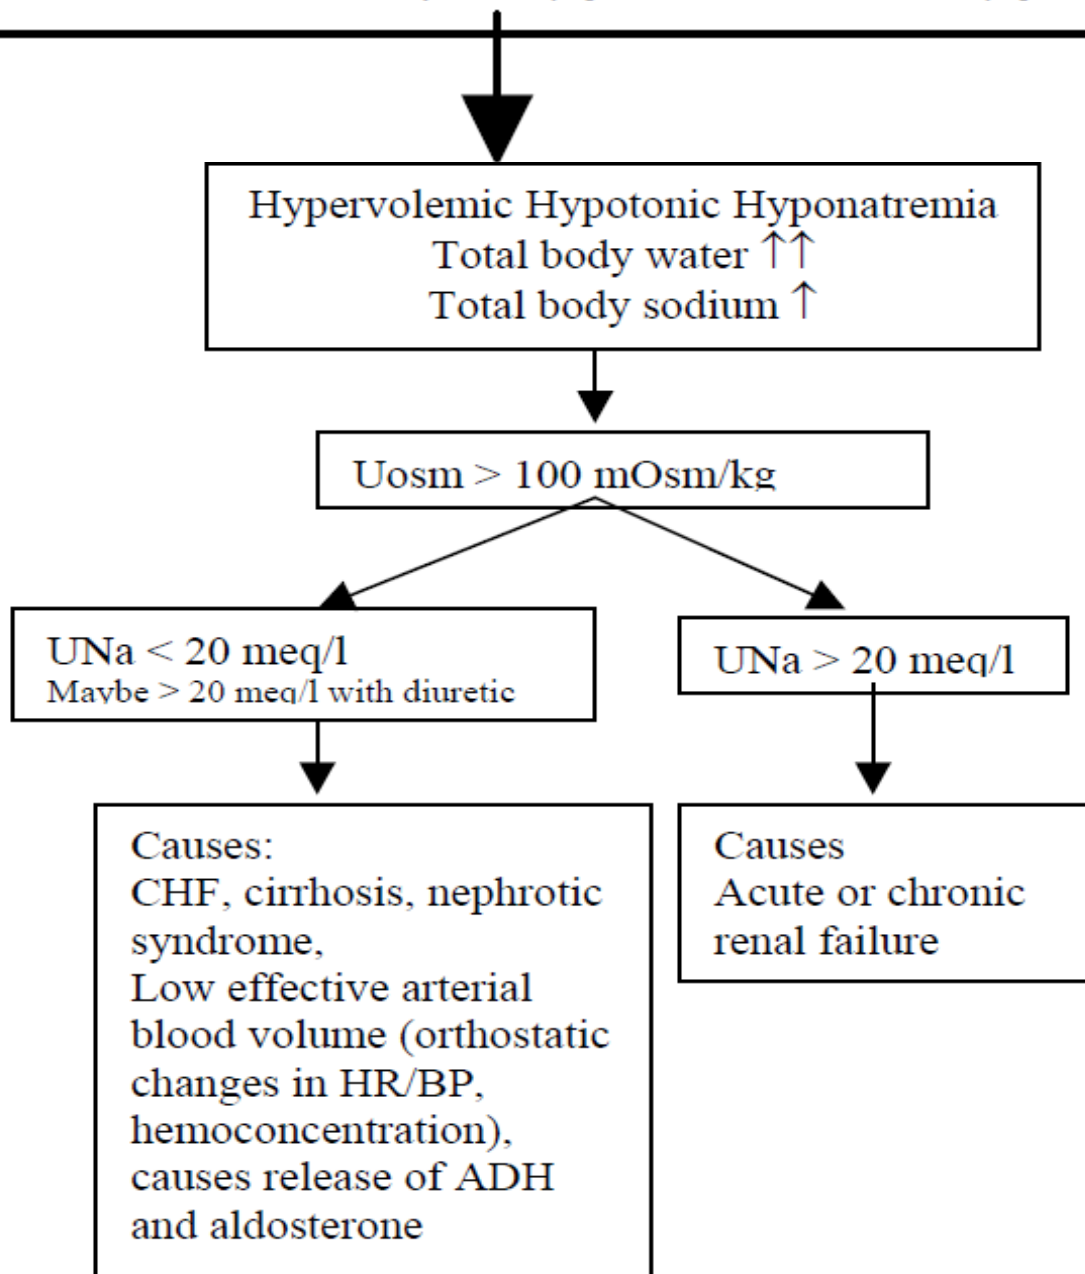 Hypervolemic Hypotonic Hyponatremia
Total body water ↑↑
Total body sodium ↑
Uosm > 100 mOsm/kg
UNa < 20 meq/l
Maybe > 20 meq/l with diuretic
UNa > 20 meq/l
Causes:
CHF, cirrhosis, nephrotic
syndrome,
Low effective arterial
blood volume (orthostatic
changes in HR/BP,
hemoconcentration),
causes release of ADH
and aldosterone
Causes
Acute or chronic
renal failure